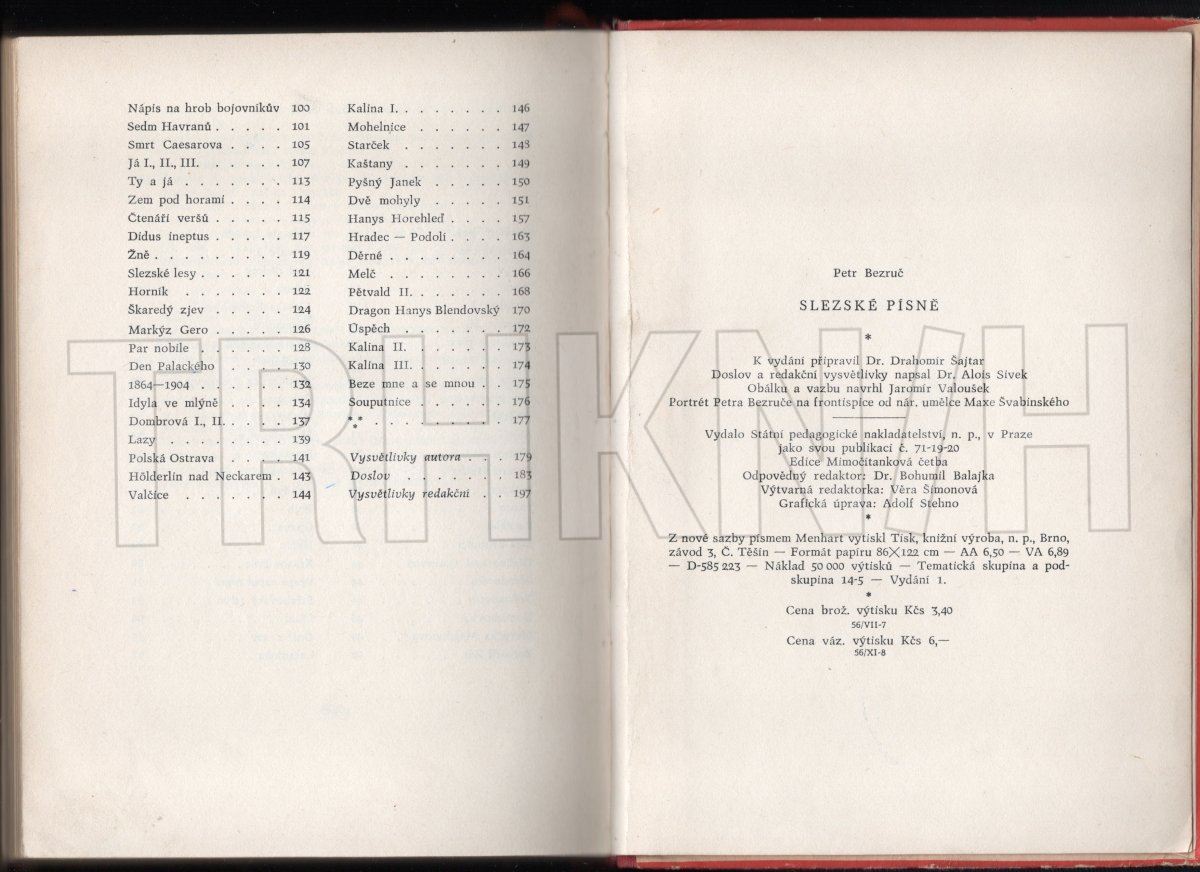 Nápis na hrob bojovníkův 100
Sedm Havranů . . . . . 101
Smrt Caesarova . . . . 105
Já I., II., III. . . . . . . 107
Ty a já . . . . . . . 113
Zem pod horami . . . . 114
Čtenáři veršů . . . . . 115
Didus ineptus . . . . . 117
Žně . . . . . . . . . 119
Slezské lesy . . . . . . 121
Horník . . . . . . . 122
Škaredý zjev . . . . . 124
Markýz Gero . . . . . 126
Par nobile . . . . . . 128
Den Palackého . . . . 130
1864—1904 . . . . . . 132
Idyla ve mlýně . . . . 134
Dombrová I., II. . . . . 137
Lazy . . . . . . . . 139
Polská Ostrava . . . . . 141
Hölderlin nad Neckarem . 143
Valčice . . . . . . . 144
Kalina I. . . . . . . . 146
Mohelnice . . . . . . 147
Starček . . . . . . . 148
Kaštany . . . . . . . 149
Pyšný Janek . . . . . 150
Dvě mohyly . . . . . 151
Hanys Horehleď . . . . 157
Hradec — Podolí . . . . 163
Děrné . . . . . . . . 164
Melč . . . . . . . . 166
Pětvald II. . . . . . . 168
Dragon Hanys Blendovský 170
Úspěch . . . . . . . 172
Kalina II. . . . . . . 173
Kalina III. . . . . . . 174
Beze mne a se mnou . . 175
Souputnice . . . . . . 176
*** . . . . . . . . 177
Vysvětlivky autora . . . 179
Doslov . . . . . . . 183
Vysvětlivky redakční . . 197
Petr Bezruč
SLEZSKÉ PÍSNĚ
*
K vydání připravil Dr. Drahomír Šajtar
Doslov a redakční vysvětlivky napsal Dr. Alois Sivek
Obálku a vazbu navrhl Jaromír Valoušek
Portrét Petra Bezruče na frontispice od nár. umělce Maxe Švabinského
Vydalo Státní pedagogické nakladatelství, n. p., v Praze
jako svou publikaci č. 71-19-20
Edice Mimočítanková četba
Odpovědný redaktor: Dr. Bohumil Balajka
Výtvarná redaktorka: Věra Šimonová
Grafická úprava: Adolf Stehno
*
Z nové sazby písmem Menhart vytiskl Tisk, knižní výroba, n. p., Brno,
závod 3, Č. Těšín — Formát papíru 86×122 cm — AA 6,50 — VA 6,89
— D-585 223 — Náklad 50 000 výtisků — Tematická skupina a pod-
skupina 14-5 — Vydání 1.
*
Cena brož. výtisku Kčs 3,40
56/VII-7
Cena váz. výtisku Kčs 6,—
56/XI-8
TRHKNIH